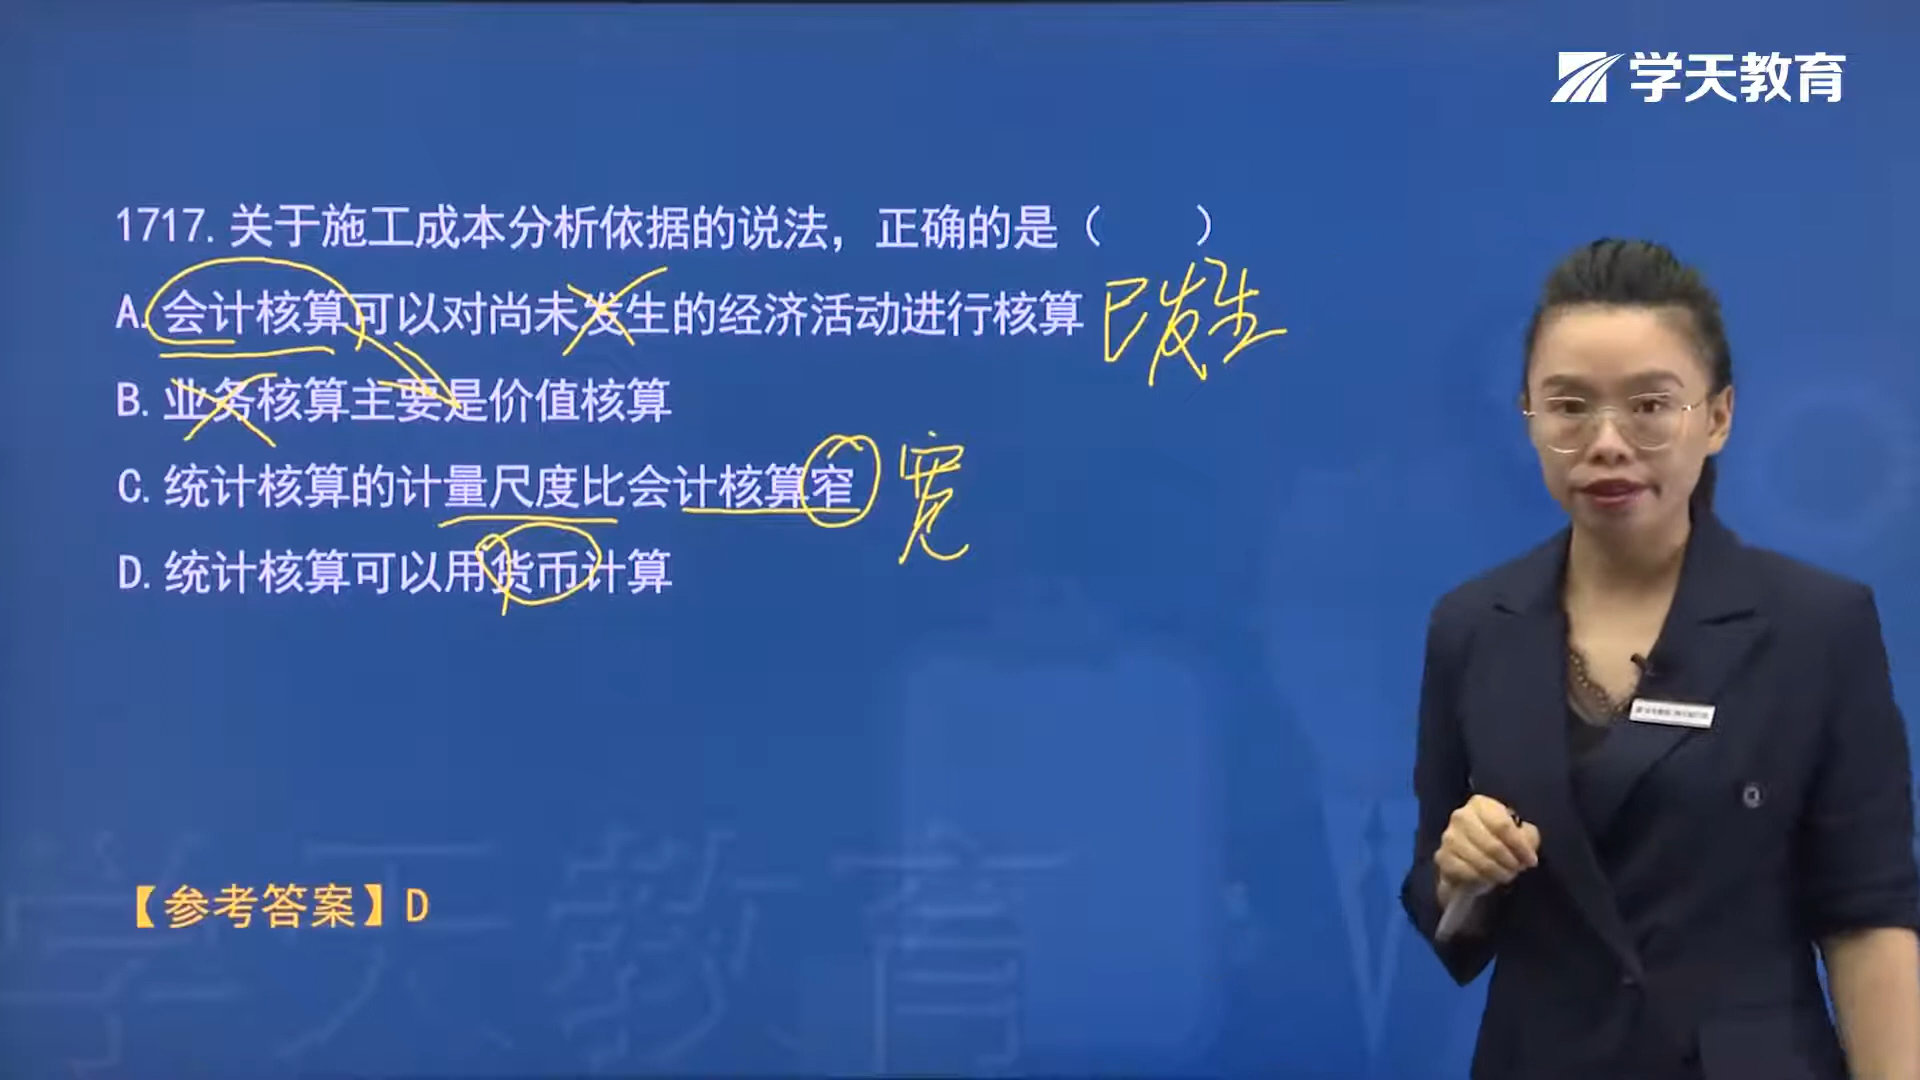 学天教育
1717.关于施工成本分析依据的说法，正确的是（　　）
A.会计核算可以对尚未发生的经济活动进行核算 已发生
B.业务核算主要是价值核算
C.统计核算的计量尺度比会计核算窄 宽
D.统计核算可以用货币计算
【参考答案】D
学天教育